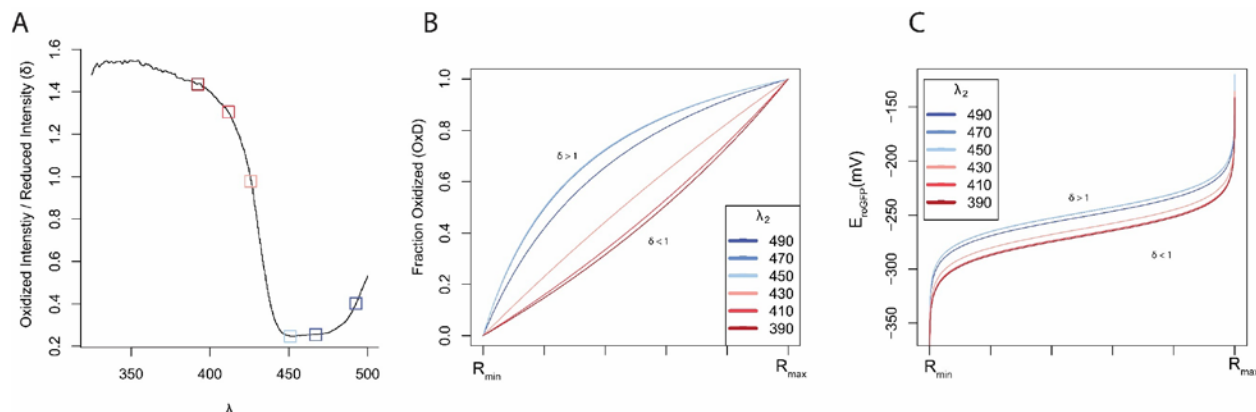 A
Oxidized Intenstiy / Reduced Intensity (δ)
1.6
1.4
1.2
1.0
0.8
0.6
0.4
0.2
350
400
450
500
λ
B
Fraction Oxidized (OxD)
1.0
0.8
0.6
0.4
0.2
0.0
δ > 1
δ < 1
λ2
490
470
450
430
410
390
Rmin
Rmax
C
EroGFP(mV)
−150
−200
−250
−300
−350
λ2
490
470
450
430
410
390
δ > 1
δ < 1
Rmin
Rmax